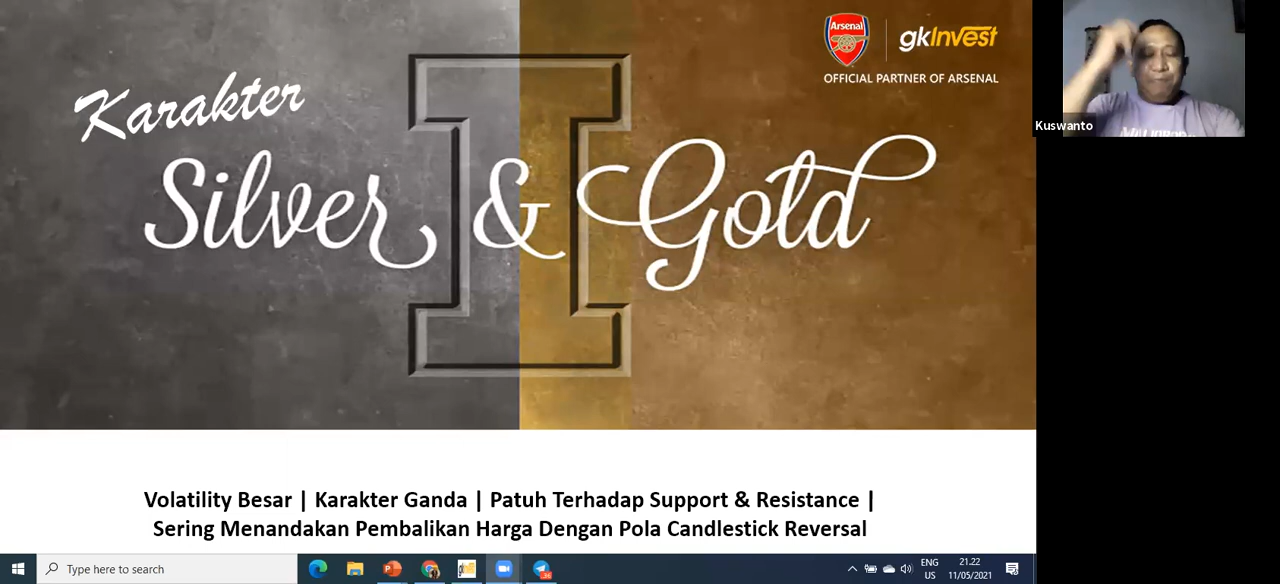 Karakter
Silver & Gold
Arsenal
gkInvest
OFFICIAL PARTNER OF ARSENAL
Kuswanto
Volatility Besar | Karakter Ganda | Patuh Terhadap Support & Resistance |
Sering Menandakan Pembalikan Harga Dengan Pola Candlestick Reversal
Type here to search
ENG
US
21.22
11/05/2021